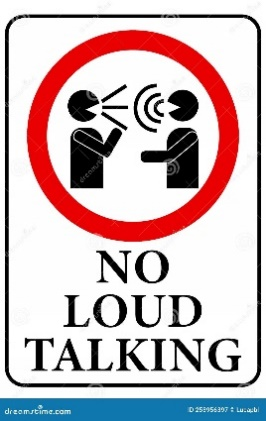 NO
LOUD
TALKING
dreamstime.com
ID 253956397 © Lucapbl